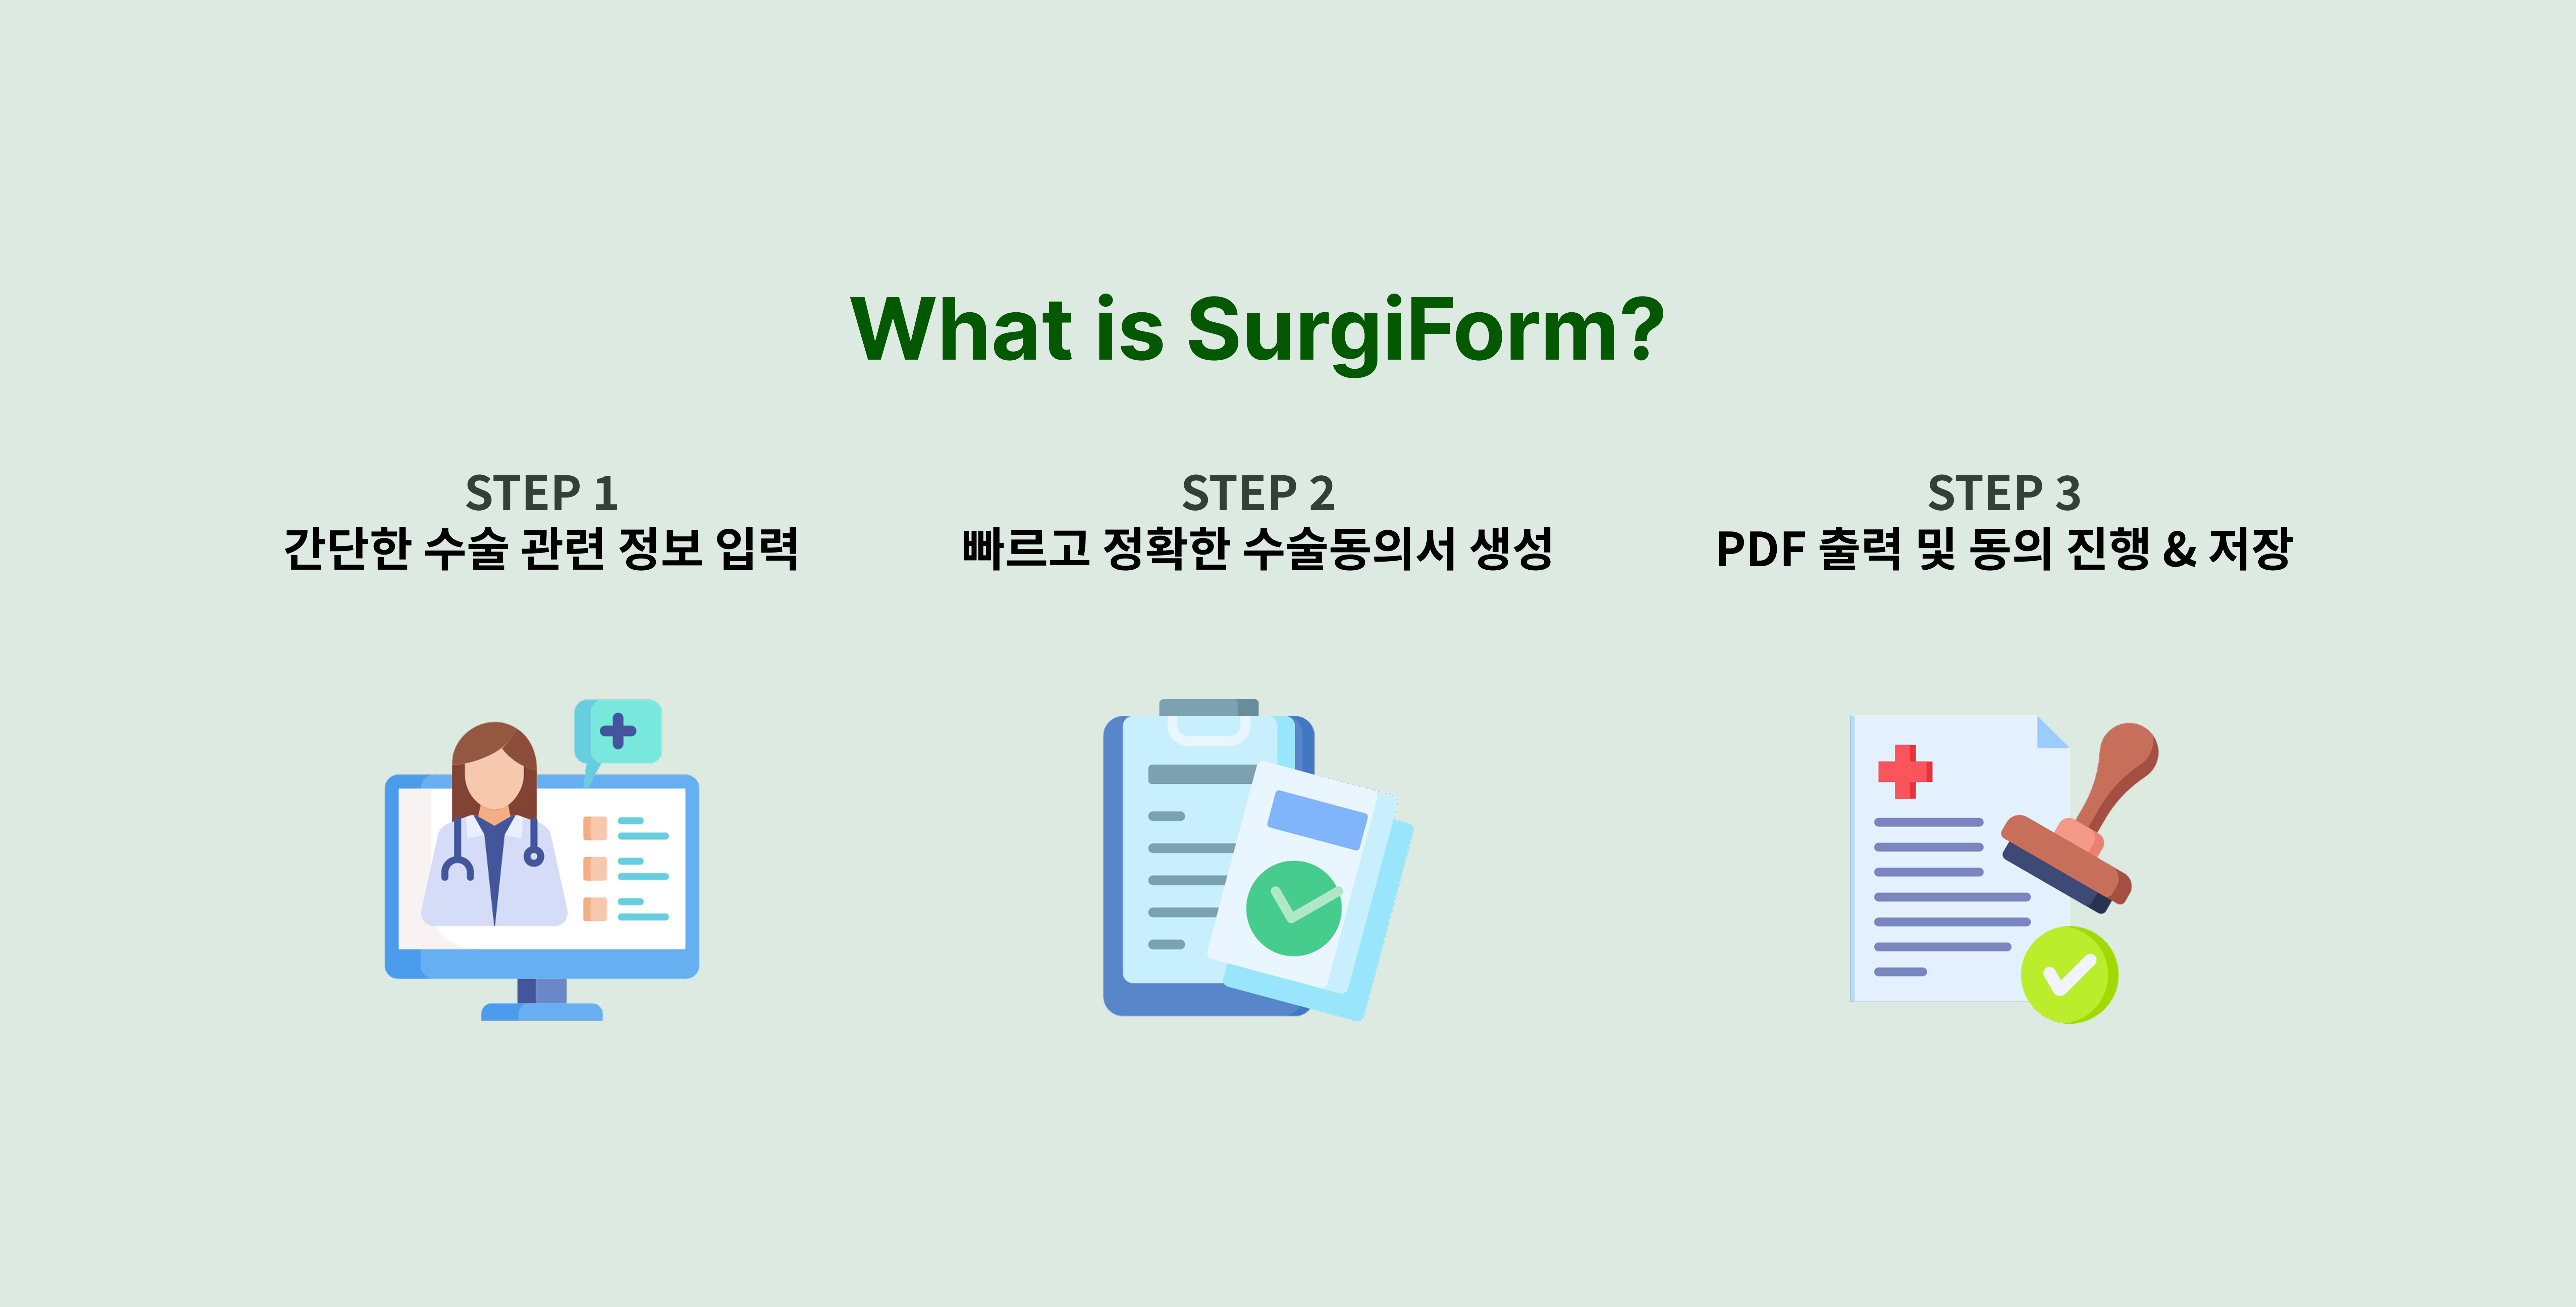 What is SurgiForm?
STEP 1
간단한 수술 관련 정보 입력
STEP 2
빠르고 정확한 수술동의서 생성
STEP 3
PDF 출력 및 동의 진행 & 저장